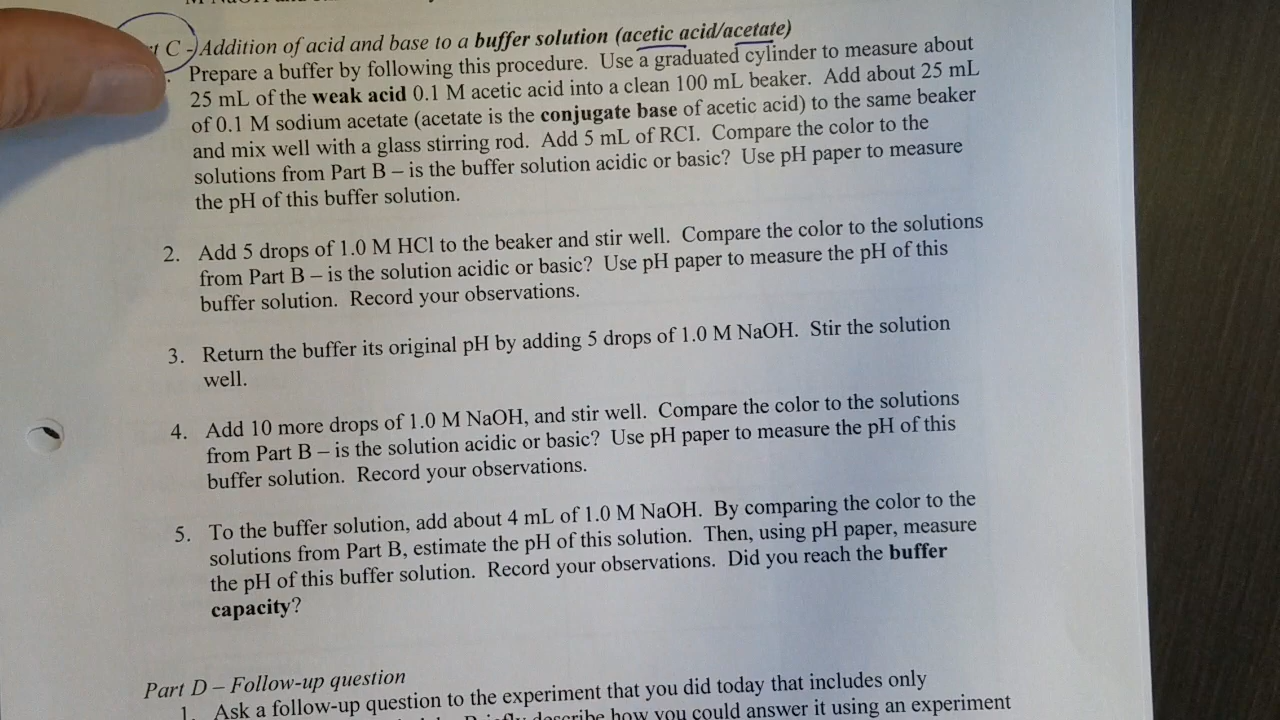 M NaOH and
t C - Addition of acid and base to a buffer solution (acetic acid/acetate)
Prepare a buffer by following this procedure. Use a graduated cylinder to measure about
25 mL of the weak acid 0.1 M acetic acid into a clean 100 mL beaker. Add about 25 mL
of 0.1 M sodium acetate (acetate is the conjugate base of acetic acid) to the same beaker
and mix well with a glass stirring rod. Add 5 mL of RCI. Compare the color to the
solutions from Part B – is the buffer solution acidic or basic? Use pH paper to measure
the pH of this buffer solution.
2. Add 5 drops of 1.0 M HCl to the beaker and stir well. Compare the color to the solutions
from Part B – is the solution acidic or basic? Use pH paper to measure the pH of this
buffer solution. Record your observations.
3. Return the buffer its original pH by adding 5 drops of 1.0 M NaOH. Stir the solution
well.
4. Add 10 more drops of 1.0 M NaOH, and stir well. Compare the color to the solutions
from Part B – is the solution acidic or basic? Use pH paper to measure the pH of this
buffer solution. Record your observations.
5. To the buffer solution, add about 4 mL of 1.0 M NaOH. By comparing the color to the
solutions from Part B, estimate the pH of this solution. Then, using pH paper, measure
the pH of this buffer solution. Record your observations. Did you reach the buffer
capacity?
Part D – Follow-up question
1. Ask a follow-up question to the experiment that you did today that includes only
describe how you could answer it using an experiment